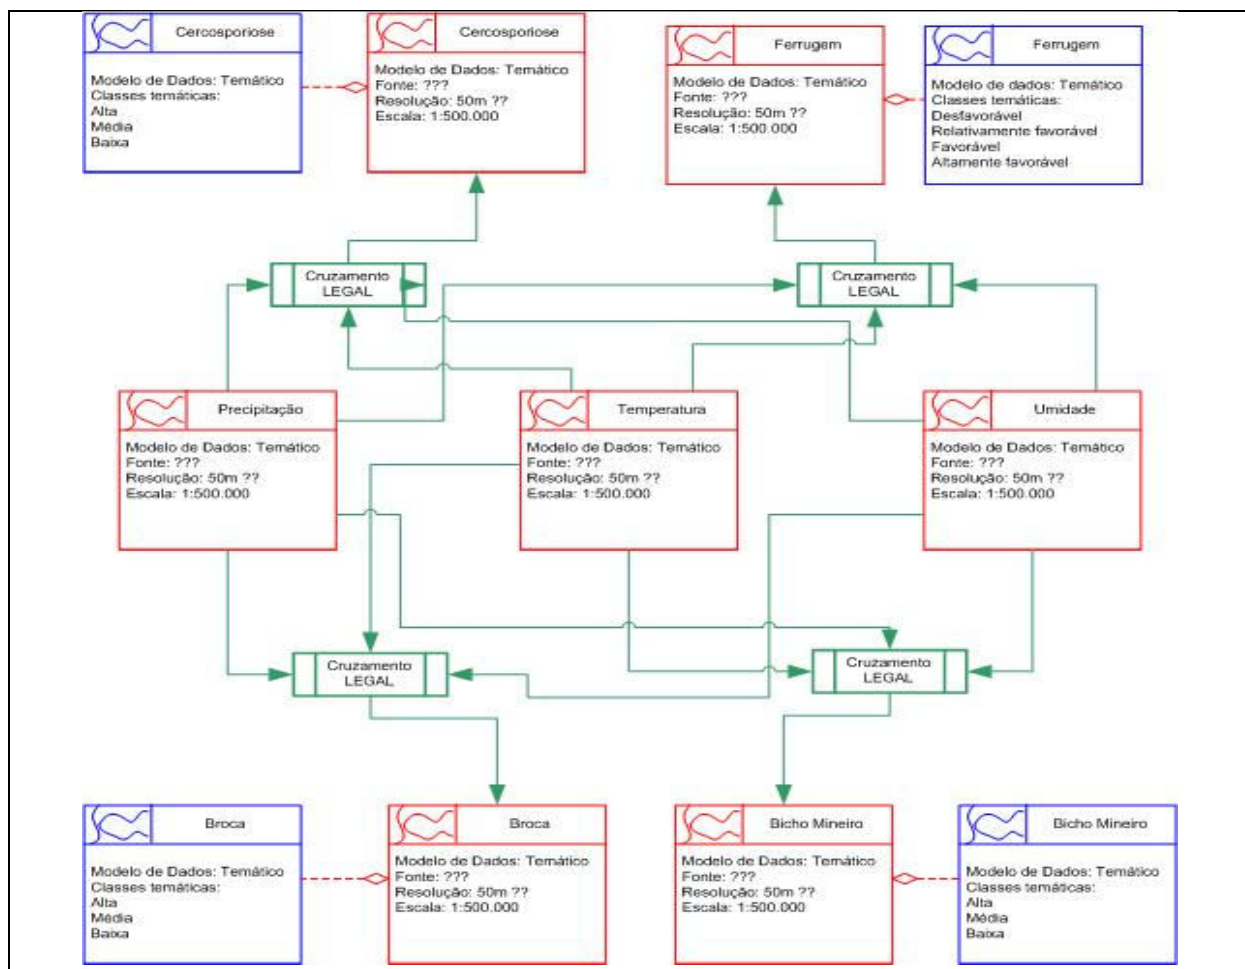 Cercosporiose
Modelo de Dados: Temático
Classes temáticas:
Alta
Média
Baixa
Cercosporiose
Modelo de Dados: Temático
Fonte: ???
Resolução: 50m ??
Escala: 1:500.000
Ferrugem
Modelo de Dados: Temático
Fonte: ???
Resolução: 50m ??
Escala: 1:500.000
Ferrugem
Modelo de dados: Temático
Classes temáticas:
Desfavorável
Relativamente favorável
Favorável
Altamente favorável
Cruzamento
LEGAL
Cruzamento
LEGAL
Precipitação
Modelo de Dados: Temático
Fonte: ???
Resolução: 50m ??
Escala: 1:500.000
Temperatura
Modelo de Dados: Temático
Fonte: ???
Resolução: 50m ??
Escala: 1:500.000
Umidade
Modelo de Dados: Temático
Fonte: ???
Resolução: 50m ??
Escala: 1:500.000
Cruzamento
LEGAL
Cruzamento
LEGAL
Broca
Modelo de Dados: Temático
Classes temáticas:
Alta
Média
Baixa
Broca
Modelo de Dados: Temático
Fonte: ???
Resolução: 50m ??
Escala: 1:500.000
Bicho Mineiro
Modelo de Dados: Temático
Fonte: ???
Resolução: 50m ??
Escala: 1:500.000
Bicho Mineiro
Modelo de Dados: Temático
Classes temáticas:
Alta
Média
Baixa